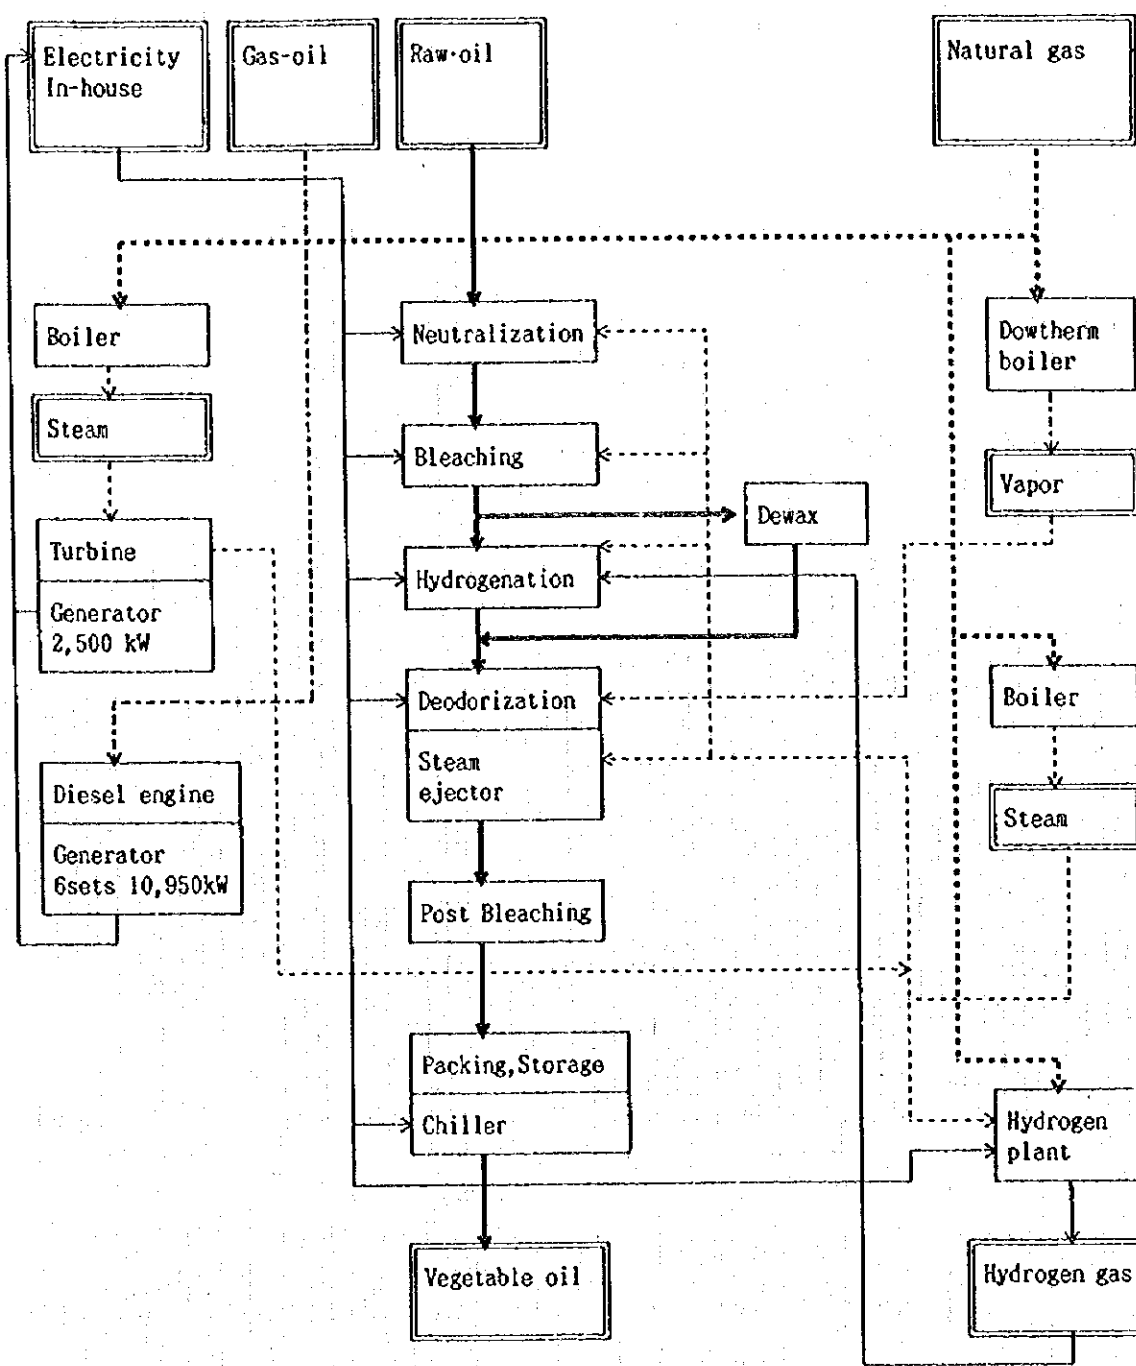 Electricity
In-house
Gas-oil
Raw·oil
Natural gas
Boiler
Neutralization
Dowtherm
boiler
Steam
Bleaching
Vapor
Dewax
Turbine
Hydrogenation
Generator
2,500 kW
Deodorization
Boiler
Steam
ejector
Diesel engine
Steam
Generator
6sets 10,950kW
Post Bleaching
Packing,Storage
Chiller
Hydrogen
plant
Vegetable oil
Hydrogen gas